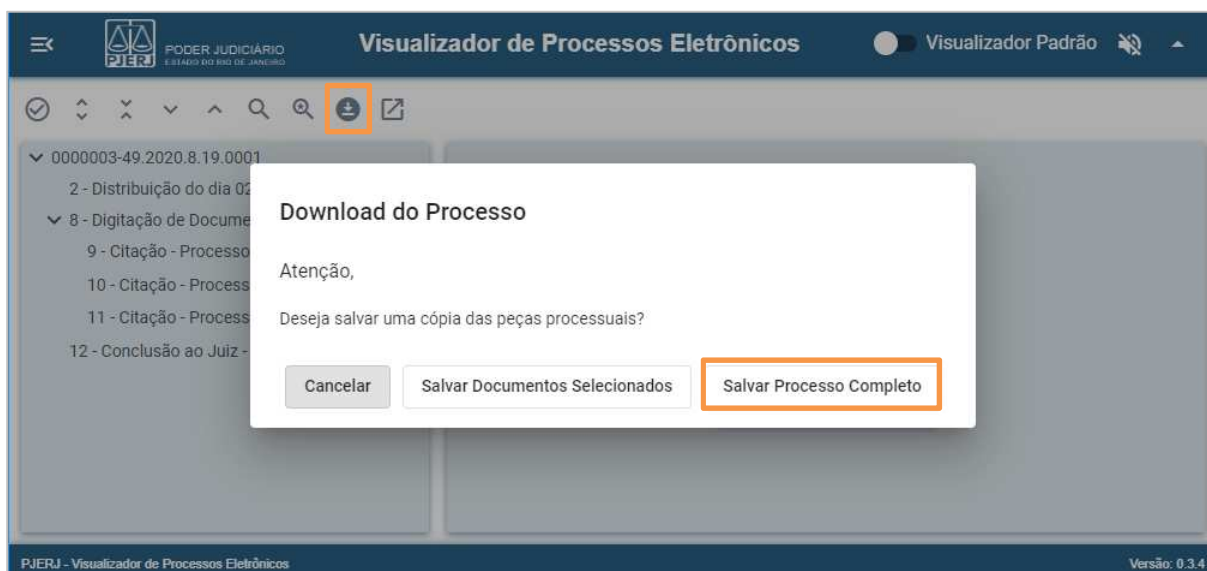 PJERJ
PODER JUDICIÁRIO
ESTADO DO RIO DE JANEIRO
Visualizador de Processos Eletrônicos
Visualizador Padrão
0000003-49.2020.8.19.0001
2 - Distribuição do dia 02
8 - Digitação de Docume
9 - Citação - Processo
10 - Citação - Process
11 - Citação - Process
12 - Conclusão ao Juiz -
Download do Processo
Atenção,
Deseja salvar uma cópia das peças processuais?
Cancelar
Salvar Documentos Selecionados
Salvar Processo Completo
PJERJ - Visualizador de Processos Eletrônicos
Versão: 0.3.4